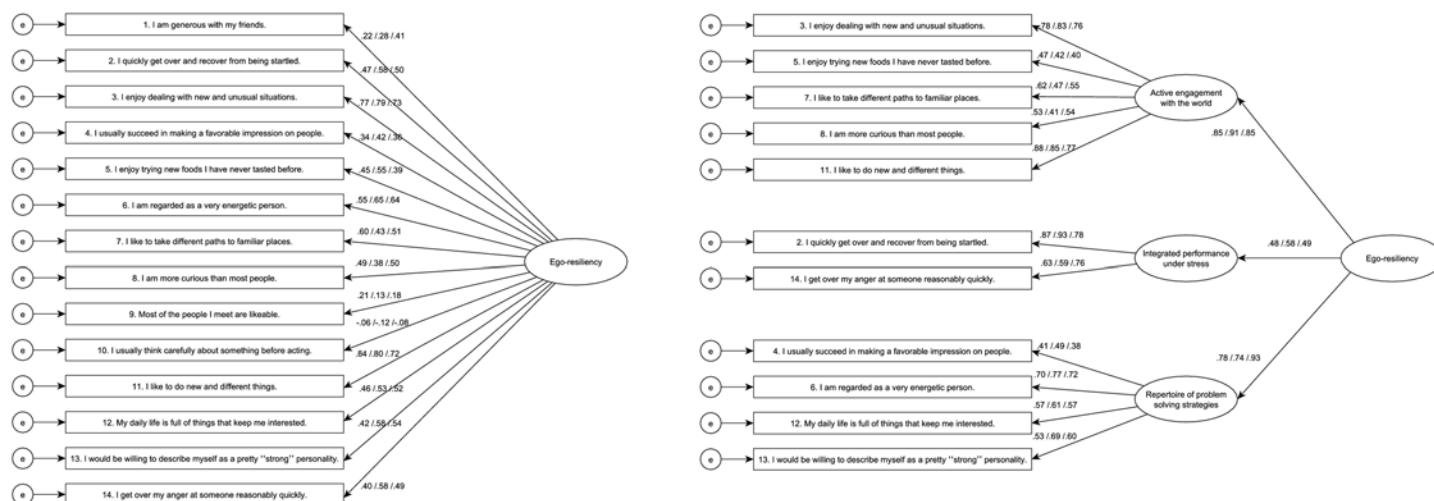 e
1. I am generous with my friends.
.22 /.28 /.41
e
2. I quickly get over and recover from being startled.
.47 /.58 /.50
e
3. I enjoy dealing with new and unusual situations.
.77 /.79 /.73
e
4. I usually succeed in making a favorable impression on people.
.34 /.42 /.36
e
5. I enjoy trying new foods I have never tasted before.
.45 /.55 /.39
e
6. I am regarded as a very energetic person.
.55 /.65 /.64
e
7. I like to take different paths to familiar places.
.60 /.43 /.51
e
8. I am more curious than most people.
.49 /.38 /.50
e
9. Most of the people I meet are likeable.
.21 /.13 /.18
e
10. I usually think carefully about something before acting.
-.06 /-.12 /-.08
e
11. I like to do new and different things.
.84 /.80 /.72
e
12. My daily life is full of things that keep me interested.
.46 /.53 /.52
e
13. I would be willing to describe myself as a pretty "strong" personality.
.42 /.58 /.54
e
14. I get over my anger at someone reasonably quickly.
.40 /.58 /.49
Ego-resiliency
e
3. I enjoy dealing with new and unusual situations.
.78 /.83 /.76
e
5. I enjoy trying new foods I have never tasted before.
.47 /.42 /.40
e
7. I like to take different paths to familiar places.
.62 /.47 /.55
e
8. I am more curious than most people.
.53 /.41 /.54
e
11. I like to do new and different things.
.88 /.85 /.77
Active engagement
with the world
.85 /.91 /.85
e
2. I quickly get over and recover from being startled.
.87 /.93 /.78
e
14. I get over my anger at someone reasonably quickly.
.63 /.59 /.76
Integrated performance
under stress
.48 /.58 /.49
Ego-resiliency
e
4. I usually succeed in making a favorable impression on people.
.41 /.49 /.38
e
6. I am regarded as a very energetic person.
.70 /.77 /.72
e
12. My daily life is full of things that keep me interested.
.57 /.61 /.57
e
13. I would be willing to describe myself as a pretty "strong" personality.
.53 /.69 /.60
Repertoire of problem
solving strategies
.78 /.74 /.93